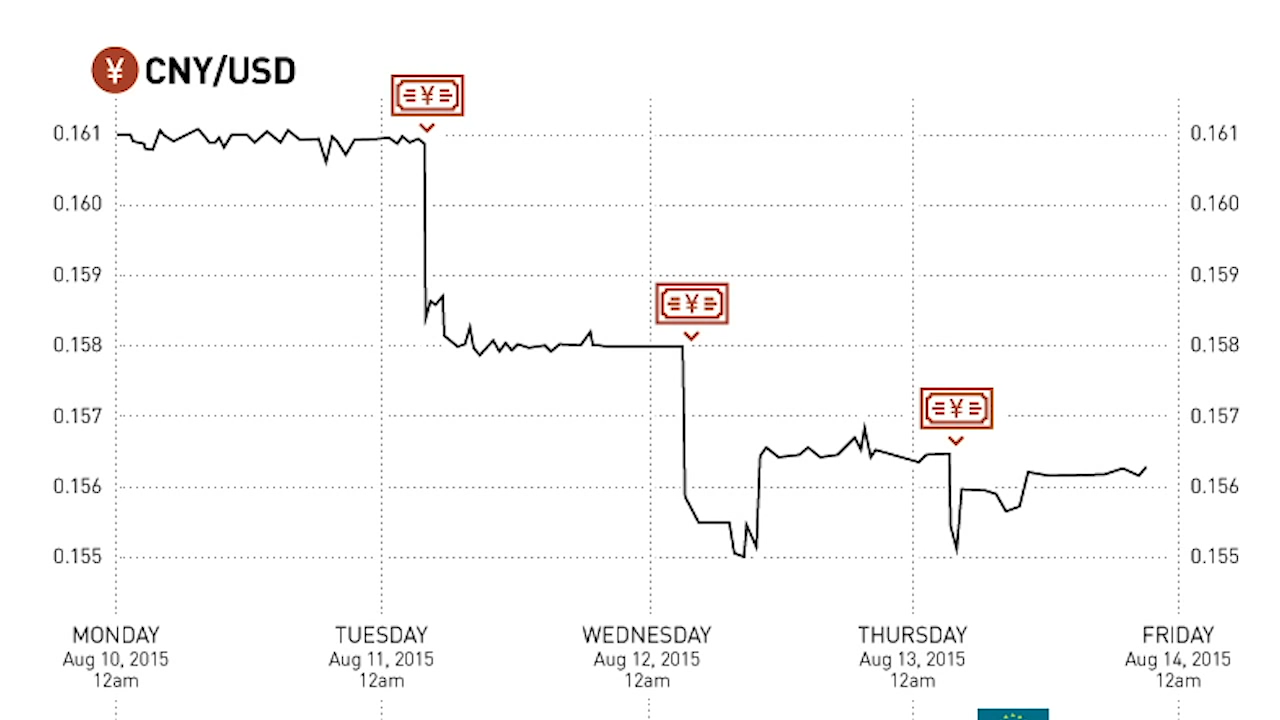 ¥ CNY/USD
¥
0.161 0.161
0.160 0.160
0.159 0.159
¥
0.158 0.158
¥
0.157 0.157
0.156 0.156
0.155 0.155
MONDAY TUESDAY WEDNESDAY THURSDAY FRIDAY
Aug 10, 2015 Aug 11, 2015 Aug 12, 2015 Aug 13, 2015 Aug 14, 2015
12am 12am 12am 12am 12am